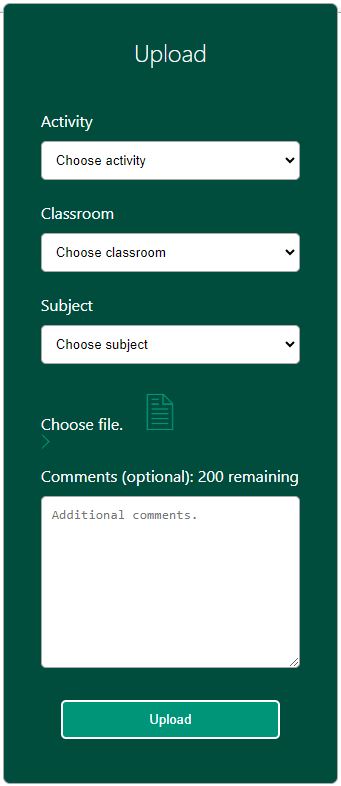 Upload
Activity
Choose activity
Classroom
Choose classroom
Subject
Choose subject
Choose file.
Comments (optional): 200 remaining
Additional comments.
Upload